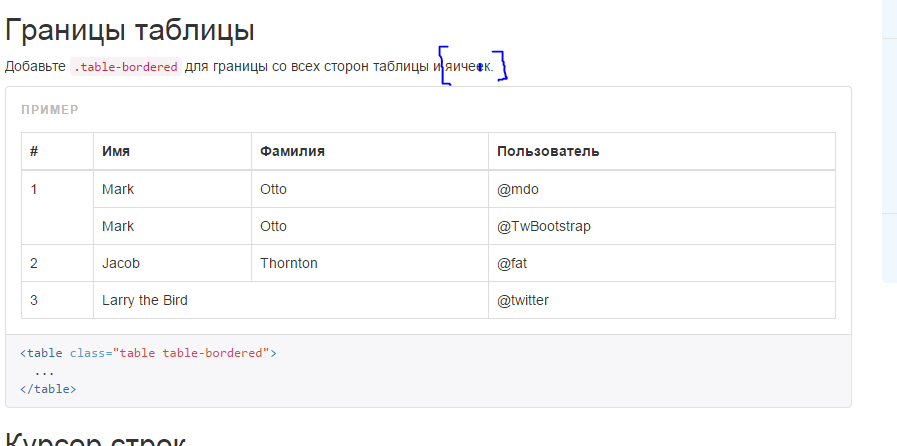 Границы таблицы
Добавьте .table-bordered для границы со всех сторон таблицы и яичеек.
ПРИМЕР
# Имя Фамилия Пользователь
1 Mark Otto @mdo
Mark Otto @TwBootstrap
2 Jacob Thornton @fat
3 Larry the Bird @twitter
<table class="table table-bordered">
...
</table>
Курсор строк